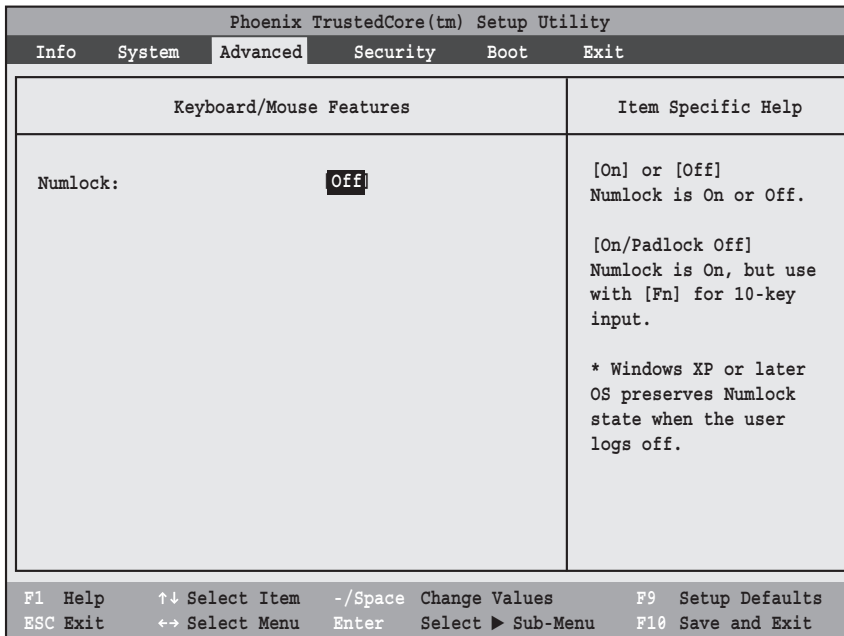 Phoenix TrustedCore(tm) Setup Utility
Info System Advanced Security Boot Exit
Keyboard/Mouse Features
Item Specific Help
Numlock: [Off]
[On] or [Off]
Numlock is On or Off.
[On/Padlock Off]
Numlock is On, but use
with [Fn] for 10-key
input.
* Windows XP or later
OS preserves Numlock
state when the user
logs off.
F1 Help ↑↓ Select Item -/Space Change Values F9 Setup Defaults
ESC Exit ←→ Select Menu Enter Select ▶ Sub-Menu F10 Save and Exit